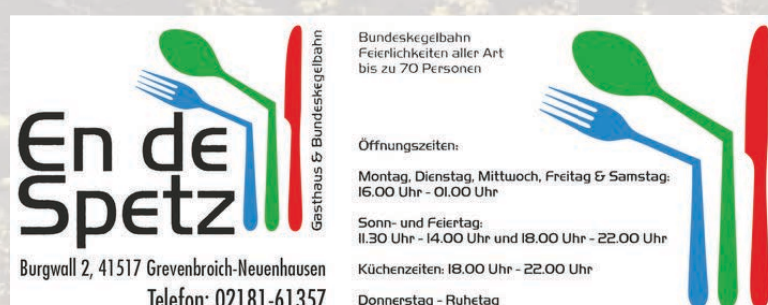 En de
Spetz
Gasthaus & Bundeskegelbahn
Burgwall 2, 41517 Grevenbroich-Neuenhausen
Telefon: 02181-61357
Bundeskegelbahn
Feierlichkeiten aller Art
bis zu 70 Personen
Öffnungszeiten:
Montag, Dienstag, Mittwoch, Freitag & Samstag:
16.00 Uhr - 01.00 Uhr
Sonn- und Feiertag:
11.30 Uhr - 14.00 Uhr und 18.00 Uhr - 22.00 Uhr
Küchenzeiten: 18.00 Uhr - 22.00 Uhr
Donnerstag - Ruhetag